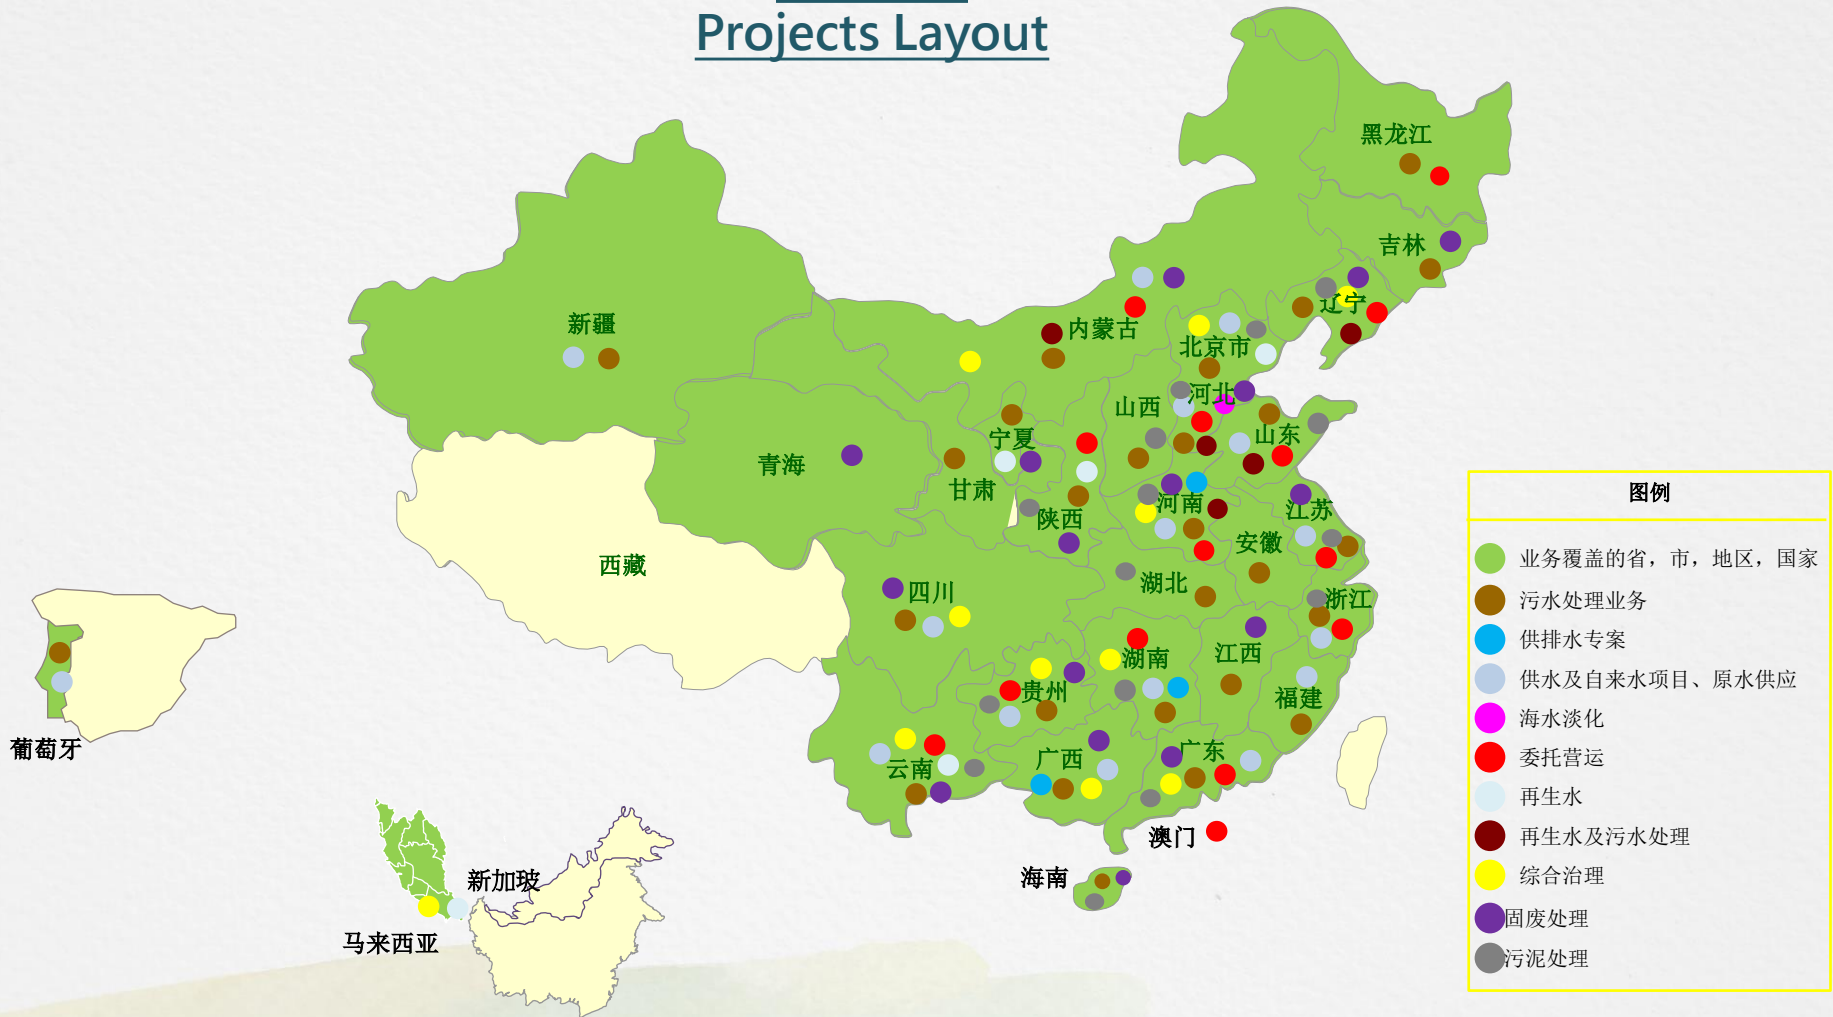 Projects Layout
黑龙江
吉林
辽宁
新疆
内蒙古
北京市
河北
山西
山东
宁夏
青海
甘肃
陕西
河南
江苏
安徽
西藏
四川
湖北
浙江
湖南
江西
贵州
福建
云南
广西
广东
澳门
海南
葡萄牙
新加玻
马来西亚
图例
业务覆盖的省，市，地区，国家
污水处理业务
供排水专案
供水及自来水项目、原水供应
海水淡化
委托营运
再生水
再生水及污水处理
综合治理
固废处理
污泥处理